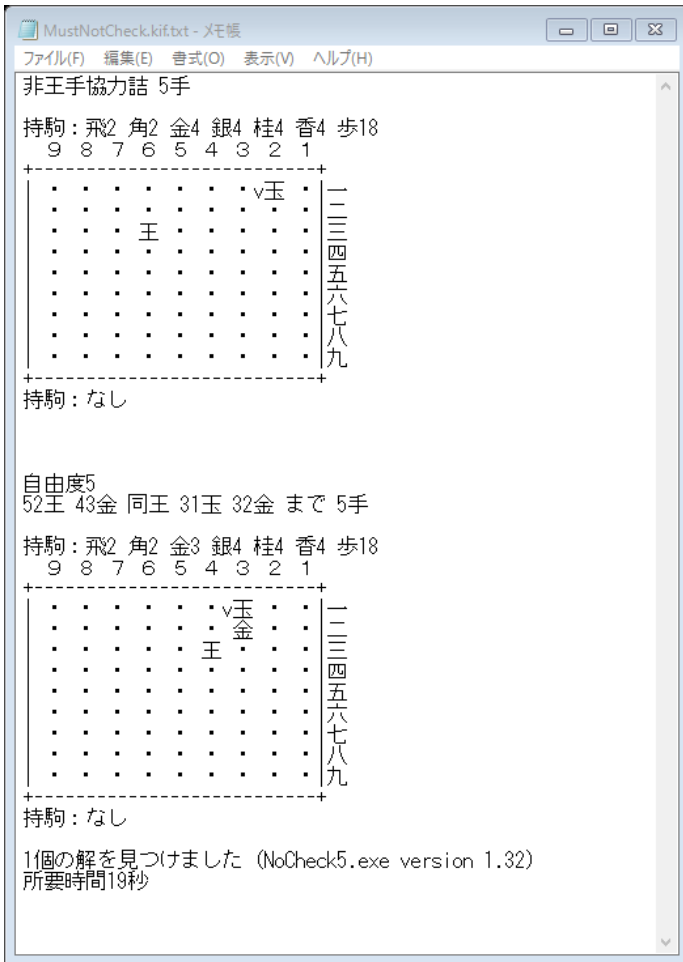 MustNotCheck.kif.txt - メモ帳
ファイル(F) 編集(E) 書式(O) 表示(V) ヘルプ(H)
非王手協力詰 5手
持駒：飛2 角2 金4 銀4 桂4 香4 歩18
９ ８ ７ ６ ５ ４ ３ ２ １
+---------------------------+
| ・ ・ ・ ・ ・ ・ ・v玉 ・|一
| ・ ・ ・ ・ ・ ・ ・ ・ ・|二
| ・ ・ ・ 王 ・ ・ ・ ・ ・|三
| ・ ・ ・ ・ ・ ・ ・ ・ ・|四
| ・ ・ ・ ・ ・ ・ ・ ・ ・|五
| ・ ・ ・ ・ ・ ・ ・ ・ ・|六
| ・ ・ ・ ・ ・ ・ ・ ・ ・|七
| ・ ・ ・ ・ ・ ・ ・ ・ ・|八
| ・ ・ ・ ・ ・ ・ ・ ・ ・|九
+---------------------------+
持駒：なし
自由度5
52王 43金 同王 31玉 32金 まで 5手
持駒：飛2 角2 金3 銀4 桂4 香4 歩18
９ ８ ７ ６ ５ ４ ３ ２ １
+---------------------------+
| ・ ・ ・ ・ ・ ・v玉 ・ ・|一
| ・ ・ ・ ・ ・ ・ 金 ・ ・|二
| ・ ・ ・ ・ ・ 王 ・ ・ ・|三
| ・ ・ ・ ・ ・ ・ ・ ・ ・|四
| ・ ・ ・ ・ ・ ・ ・ ・ ・|五
| ・ ・ ・ ・ ・ ・ ・ ・ ・|六
| ・ ・ ・ ・ ・ ・ ・ ・ ・|七
| ・ ・ ・ ・ ・ ・ ・ ・ ・|八
| ・ ・ ・ ・ ・ ・ ・ ・ ・|九
+---------------------------+
持駒：なし
1個の解を見つけました (NoCheck5.exe version 1.32)
所要時間19秒